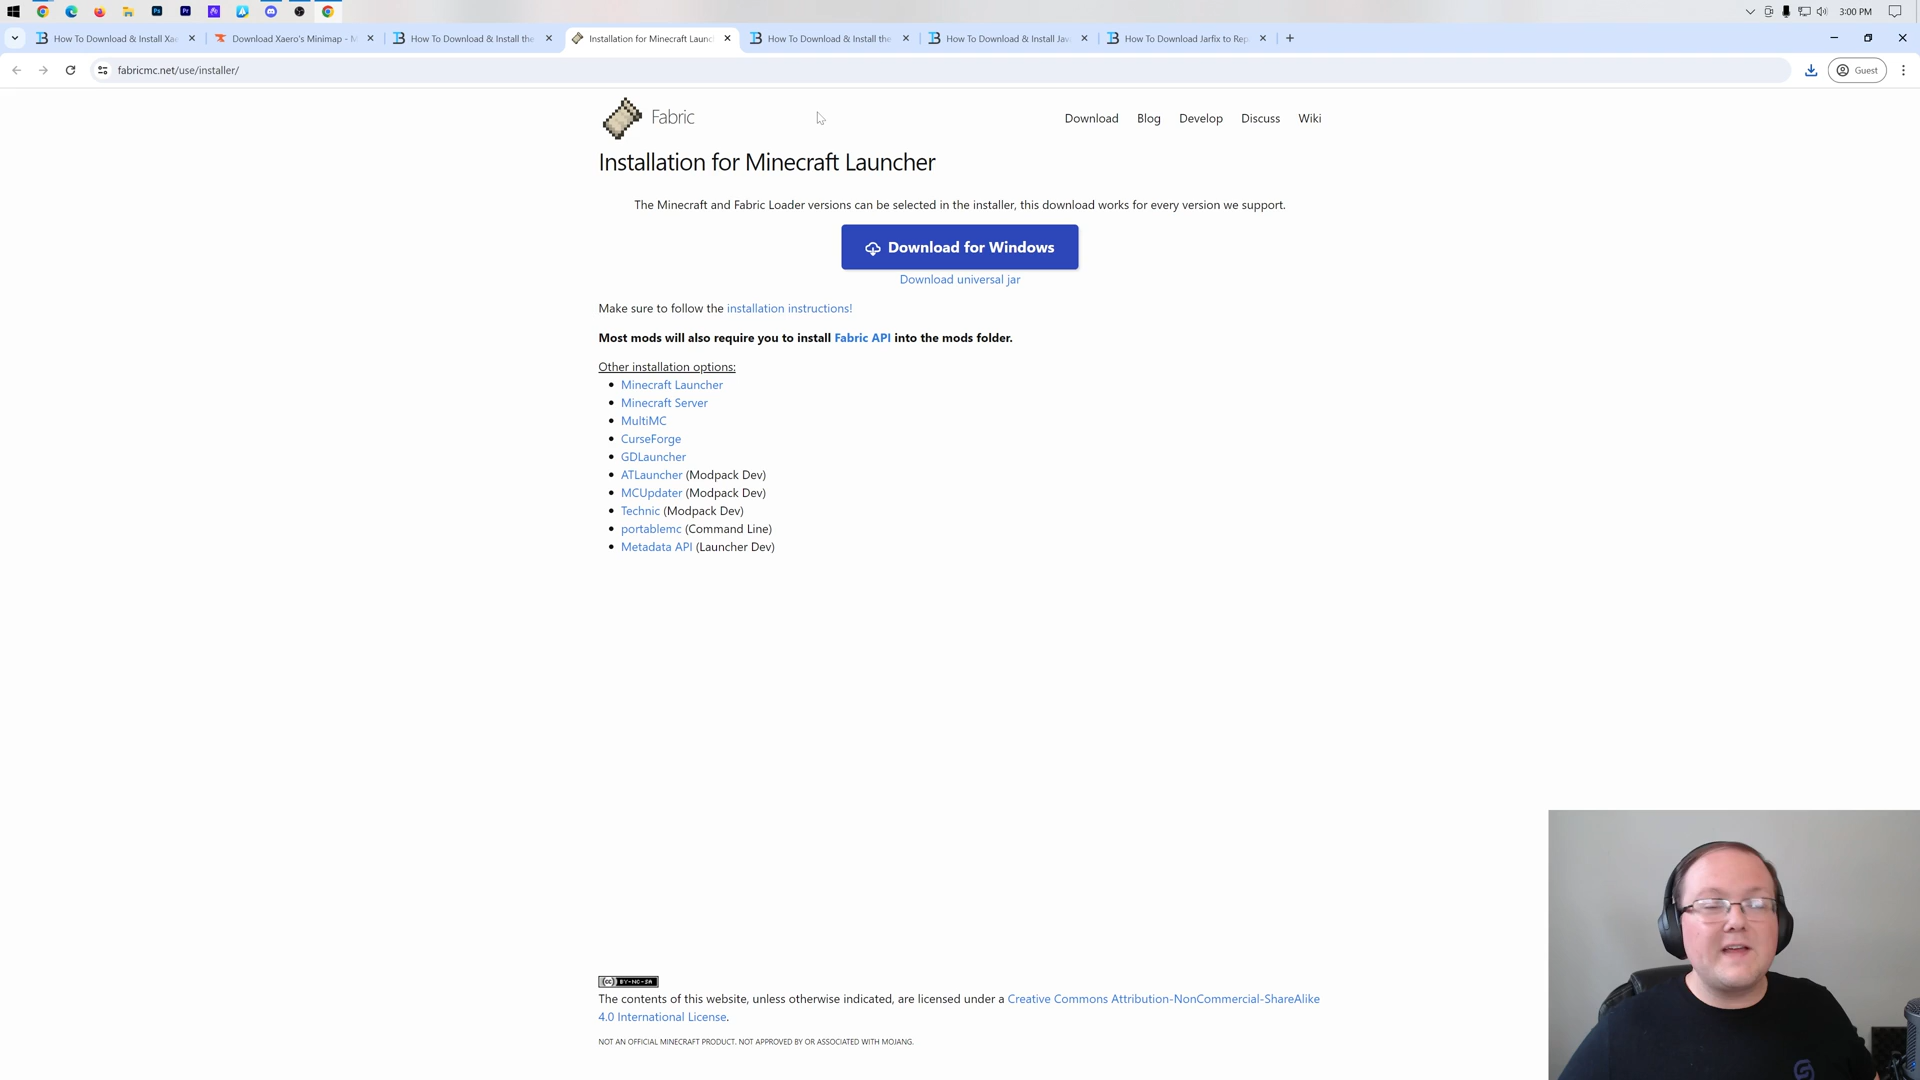 3:00 PM
How To Download & Install Xae
Download Xaero's Minimap - M
How To Download & Install the
Installation for Minecraft Launc
How To Download & Install the
How To Download & Install Jav
How To Download Jarfix to Rep
fabricmc.net/use/installer/
Guest
Fabric
Download
Blog
Develop
Discuss
Wiki
Installation for Minecraft Launcher
The Minecraft and Fabric Loader versions can be selected in the installer, this download works for every version we support.
Download for Windows
Download universal jar
Make sure to follow the installation instructions!
Most mods will also require you to install Fabric API into the mods folder.
Other installation options:
Minecraft Launcher
Minecraft Server
MultiMC
CurseForge
GDLauncher
ATLauncher (Modpack Dev)
MCUpdater (Modpack Dev)
Technic (Modpack Dev)
portablemc (Command Line)
Metadata API (Launcher Dev)
(cc) BY-NC-SA
The contents of this website, unless otherwise indicated, are licensed under a Creative Commons Attribution-NonCommercial-ShareAlike
4.0 International License.
NOT AN OFFICIAL MINECRAFT PRODUCT. NOT APPROVED BY OR ASSOCIATED WITH MOJANG.